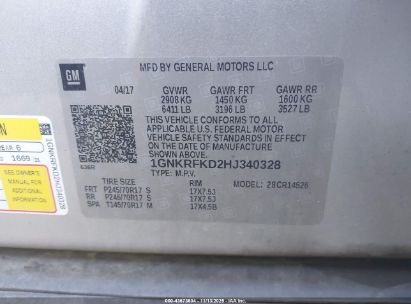 GM
MFD BY GENERAL MOTORS LLC
04/17 GVWR GAWR FRT GAWR RR
2908 KG 1450 KG 1600 KG
6411 LB 3196 LB 3527 LB
THIS VEHICLE CONFORMS TO ALL
APPLICABLE U.S. FEDERAL MOTOR
VEHICLE SAFETY STANDARDS IN
EFFECT ON THE DATE OF MANUFACTURE
SHOWN ABOVE.
1GNKRFKD2HJ340328
TYPE: M.P.V.
TIRE SIZE RIM MODEL:
FRT P245/70R17 S 17X7.5J
RR P245/70R17 S 17X7.5J
SPA T145/70R17 M 17X4.5B
SEE OWNER'S
MANUAL FOR
ADDITIONAL
INFORMATION
1GNKRFKD2HJ340328